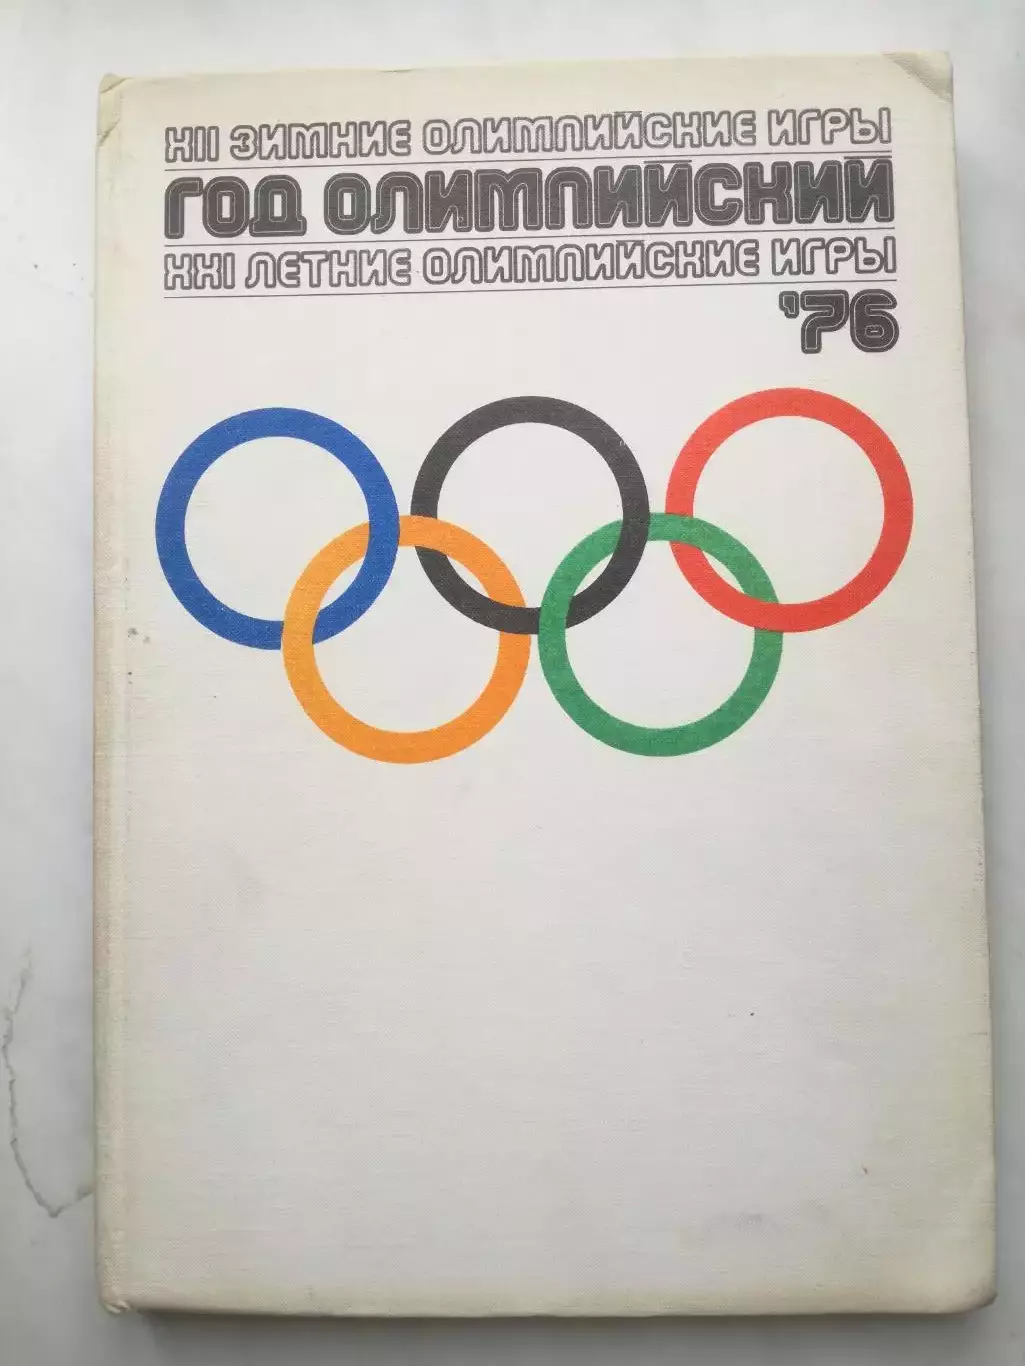 XII ЗИМНИЕ ОЛИМПИЙСКИЕ ИГРЫ
ГОД ОЛИМПИЙСКИЙ
XXI ЛЕТНИЕ ОЛИМПИЙСКИЕ ИГРЫ
'76